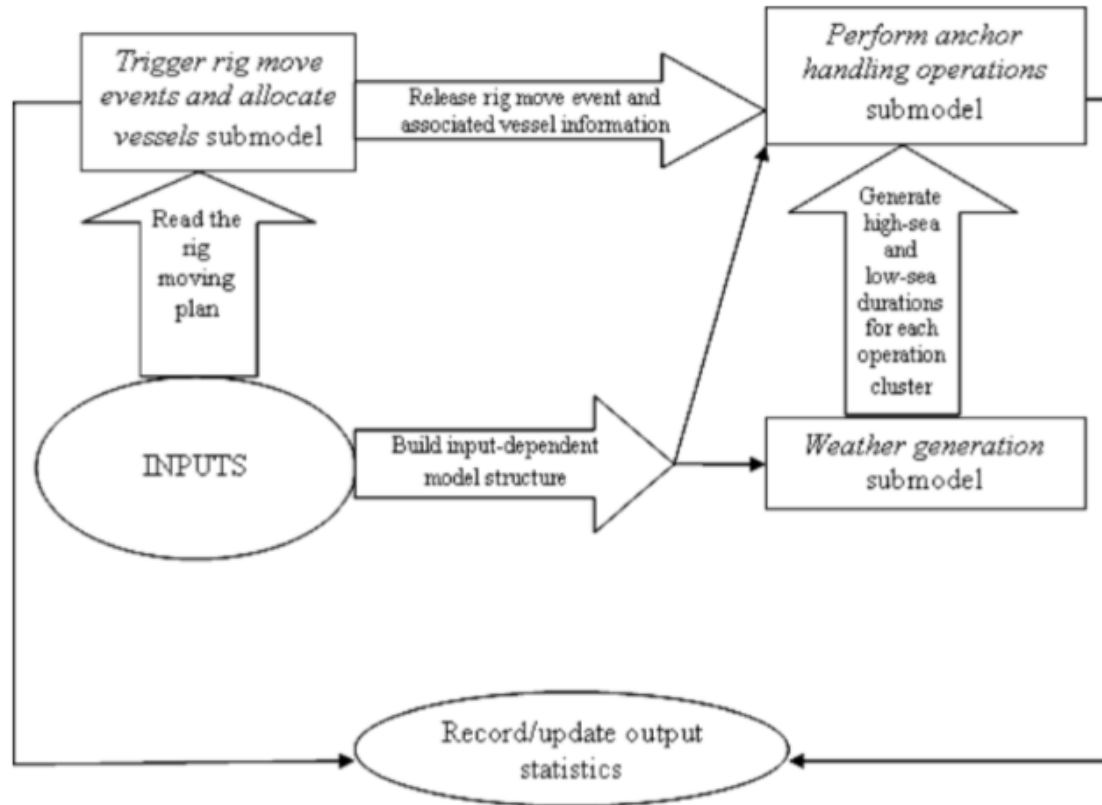 Trigger rig move
events and allocate
vessels submodel
Release rig move event and
associated vessel information
Perform anchor
handling operations
submodel
Read the
rig
moving
plan
Generate
high-sea
and
low-sea
durations
for each
operation
cluster
INPUTS
Build input-dependent
model structure
Weather generation
submodel
Record/update output
statistics